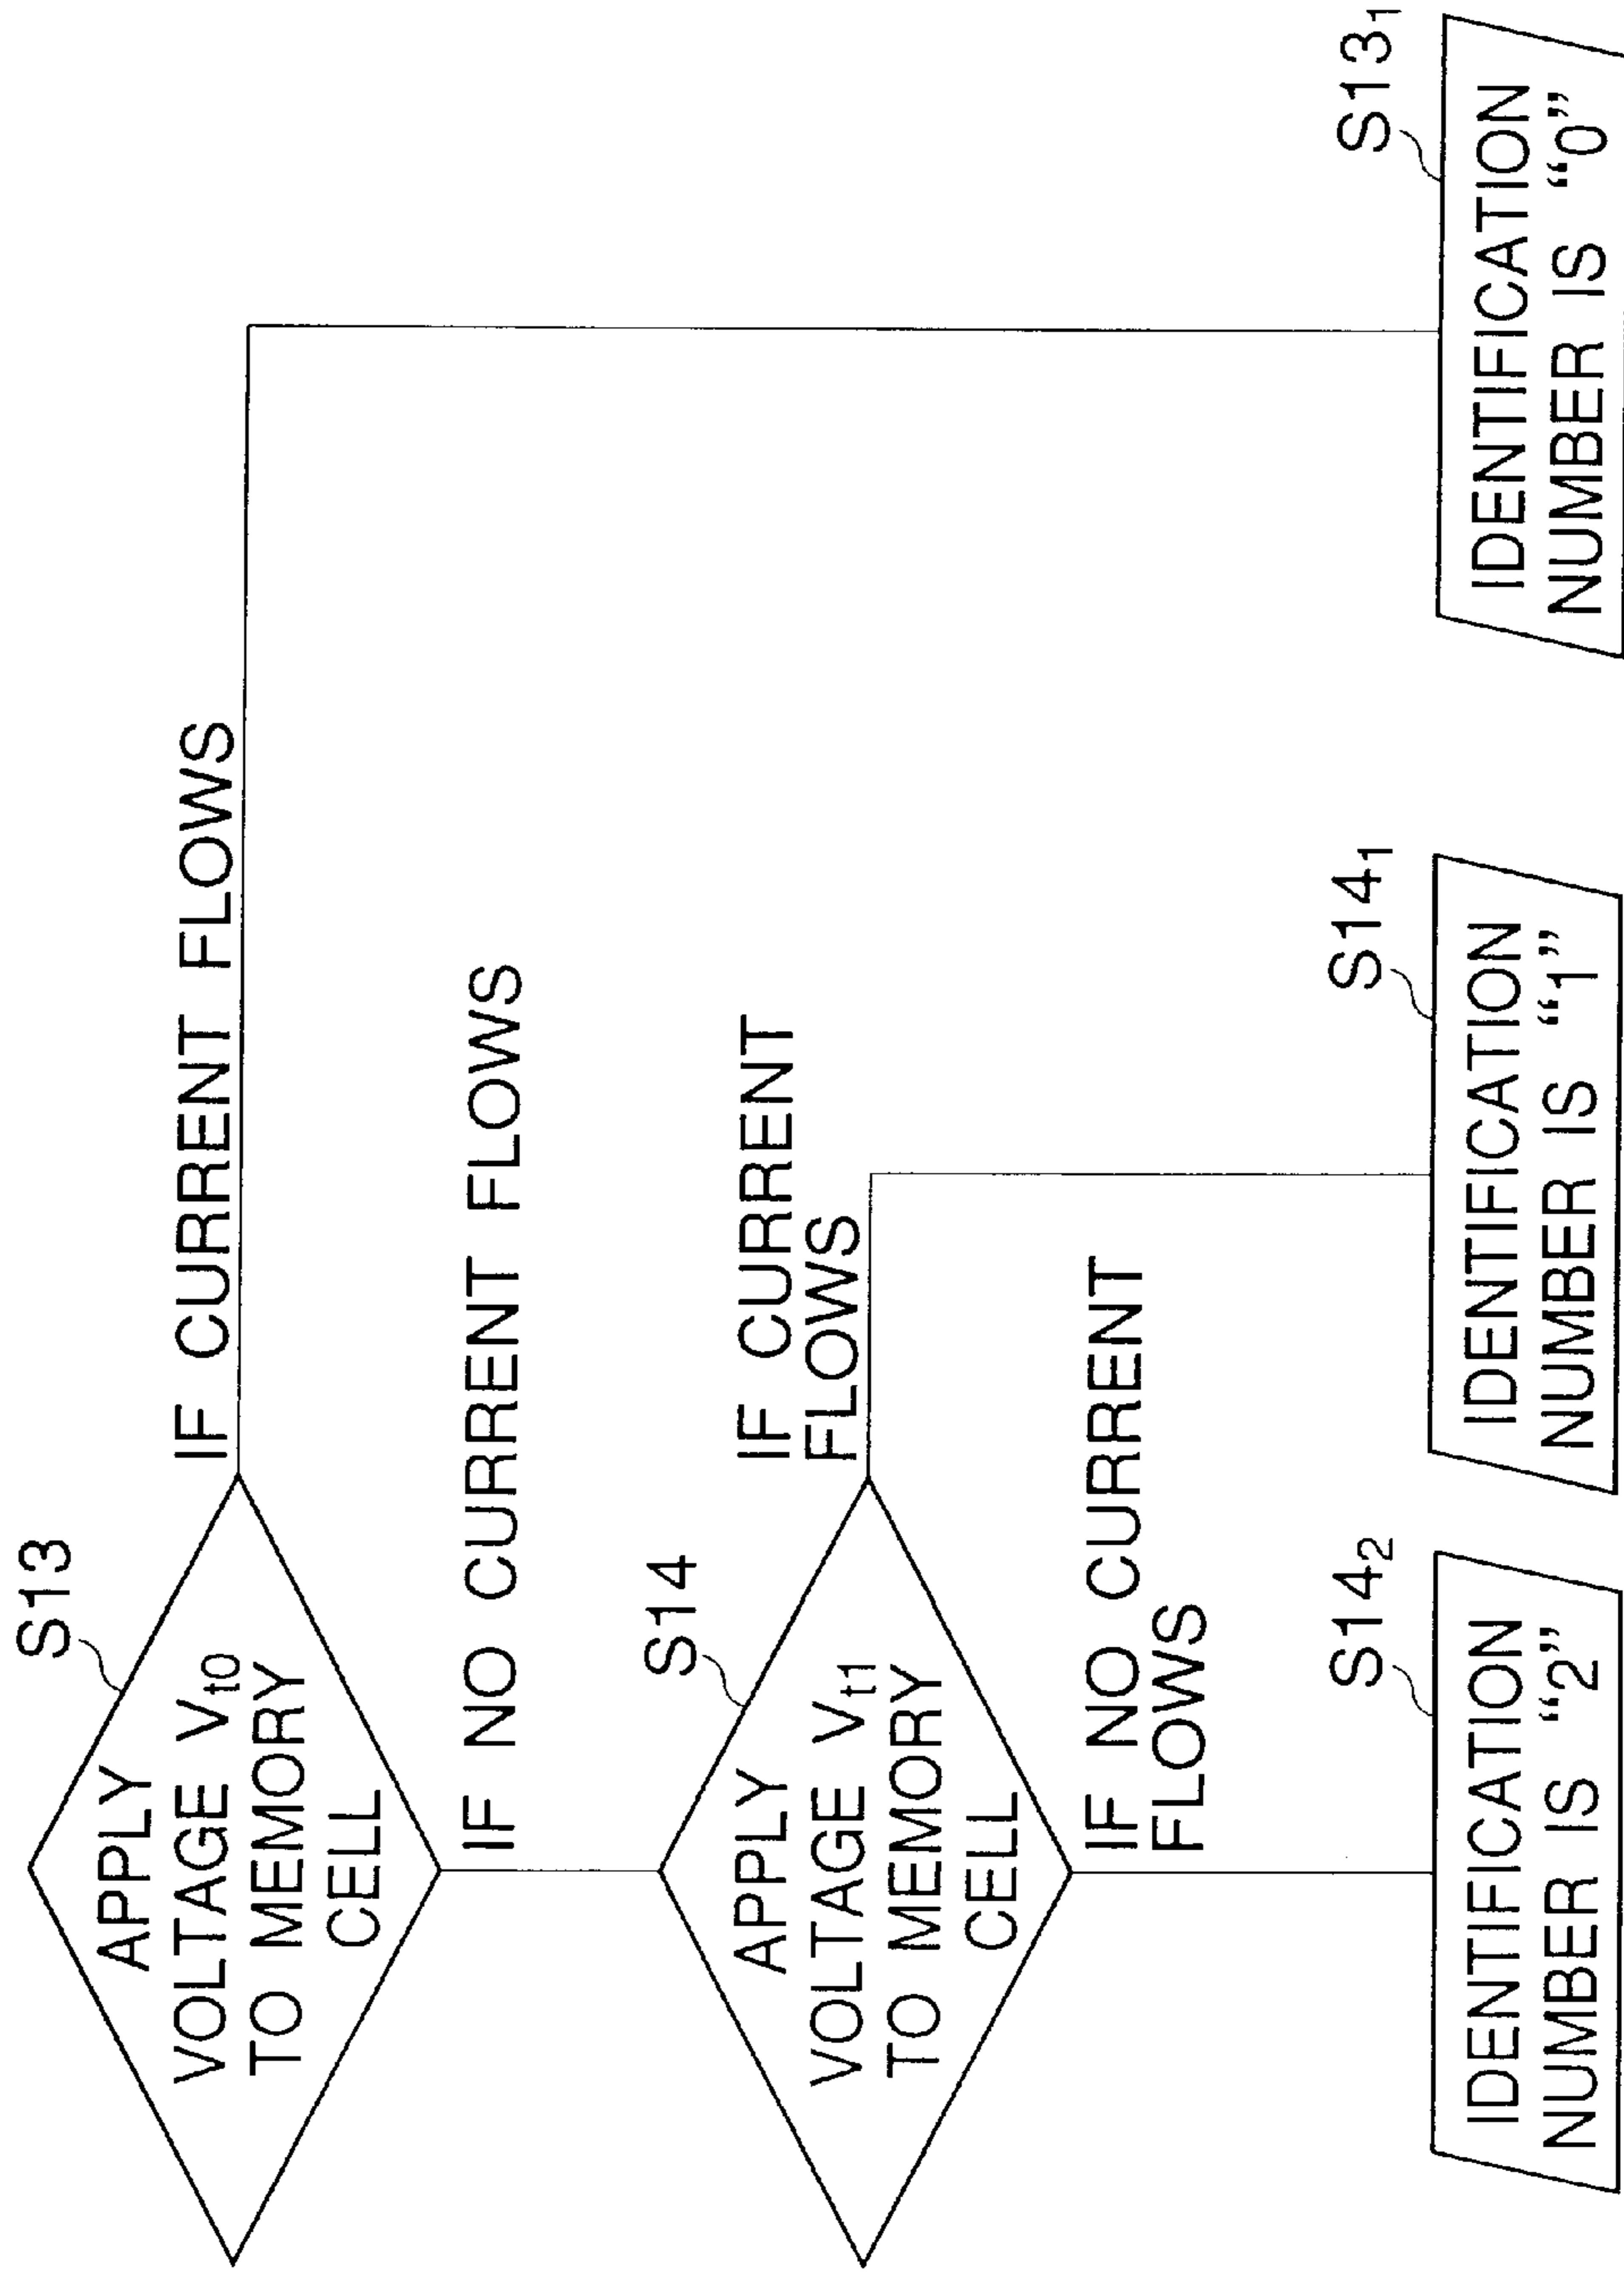 S13
APPLY
VOLTAGE Vt0
TO MEMORY
CELL
IF CURRENT FLOWS
IF NO CURRENT FLOWS
S14
APPLY
VOLTAGE Vt1
TO MEMORY
CELL
IF CURRENT
FLOWS
IF NO CURRENT
FLOWS
S142
IDENTIFICATION
NUMBER IS “2”
S141
IDENTIFICATION
NUMBER IS “1”
S131
IDENTIFICATION
NUMBER IS “0”